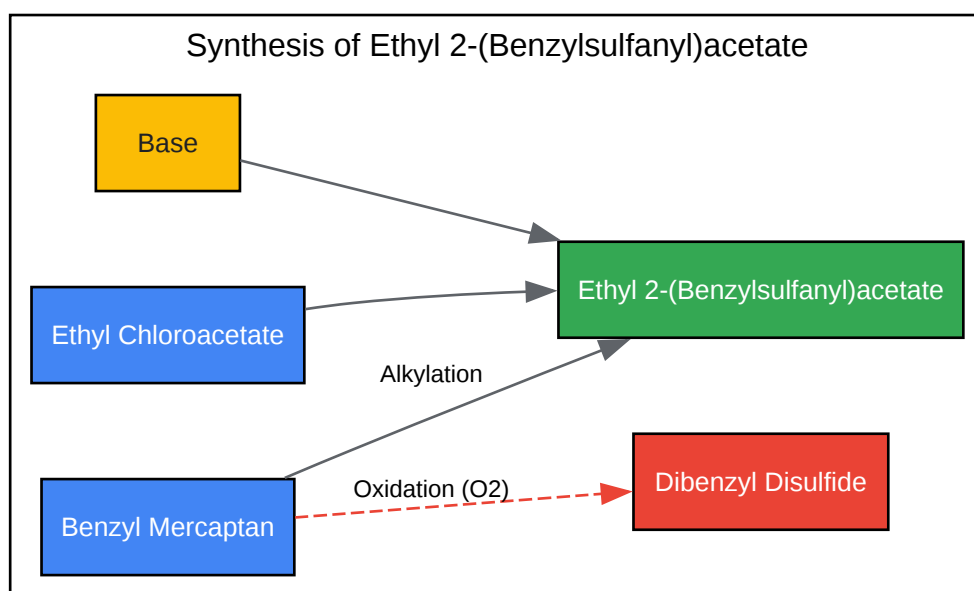 Synthesis of Ethyl 2-(Benzylsulfanyl)acetate
Base
Ethyl 2-(Benzylsulfanyl)acetate
Ethyl Chloroacetate
Alkylation
Oxidation (O2)
Dibenzyl Disulfide
Benzyl Mercaptan